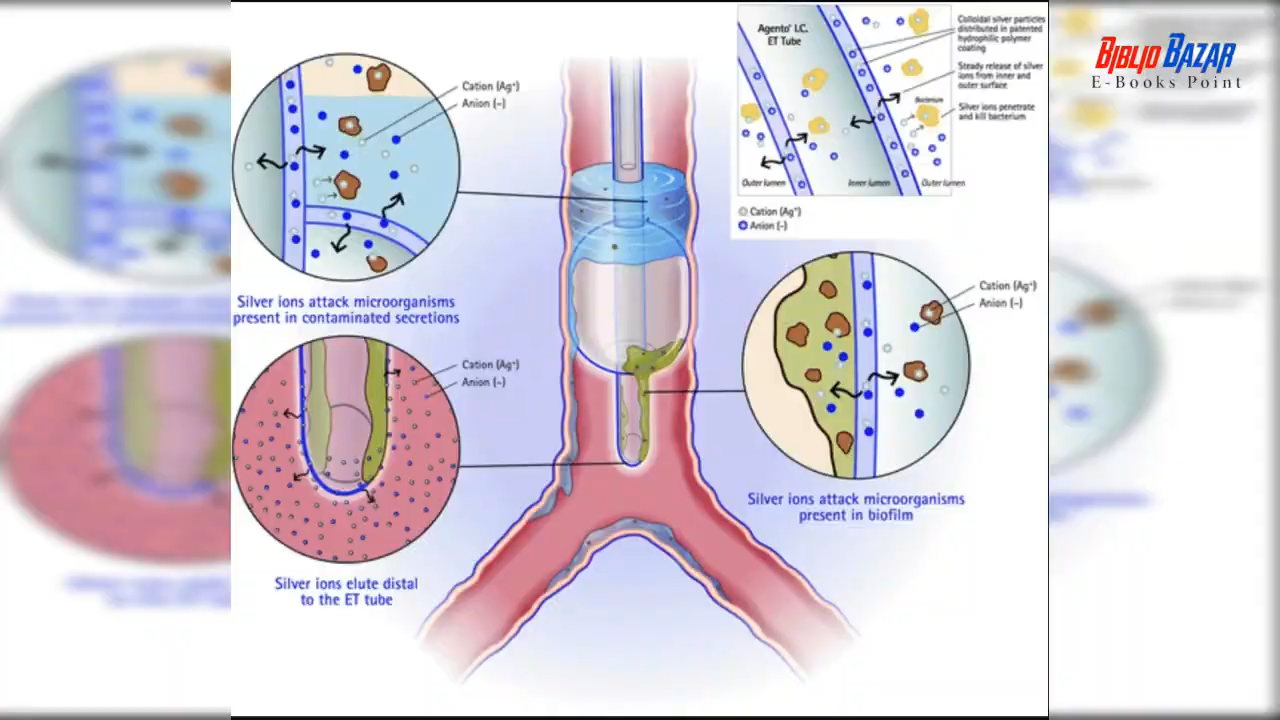 Cation (Ag⁺)
Anion (-)
Silver ions attack microorganisms
present in contaminated secretions
Cation (Ag⁺)
Anion (-)
Silver ions elute distal
to the ET tube
Agento® I.C.
ET Tube
Colloidal silver particles
distributed in patented
hydrophilic polymer
coating
Steady release of silver
ions from inner and
outer surface
Bacterium
Silver ions penetrate
and kill bacterium
Outer lumen
Inner lumen
Outer lumen
Cation (Ag⁺)
Anion (-)
Cation (Ag⁺)
Anion (-)
Silver ions attack microorganisms
present in biofilm
BIBLIO BAZAR
E-Books Point